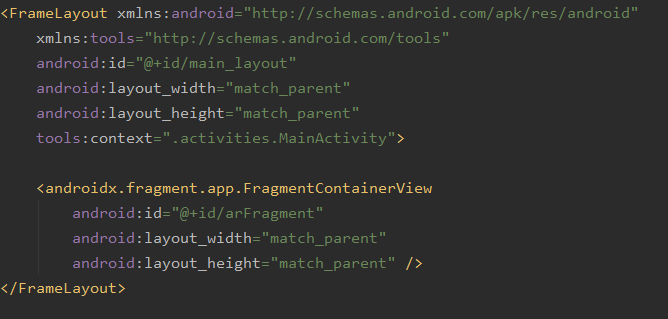 <FrameLayout xmlns:android="http://schemas.android.com/apk/res/android"
    xmlns:tools="http://schemas.android.com/tools"
    android:id="@+id/main_layout"
    android:layout_width="match_parent"
    android:layout_height="match_parent"
    tools:context=".activities.MainActivity">

    <androidx.fragment.app.FragmentContainerView
        android:id="@+id/arFragment"
        android:layout_width="match_parent"
        android:layout_height="match_parent" />
</FrameLayout>